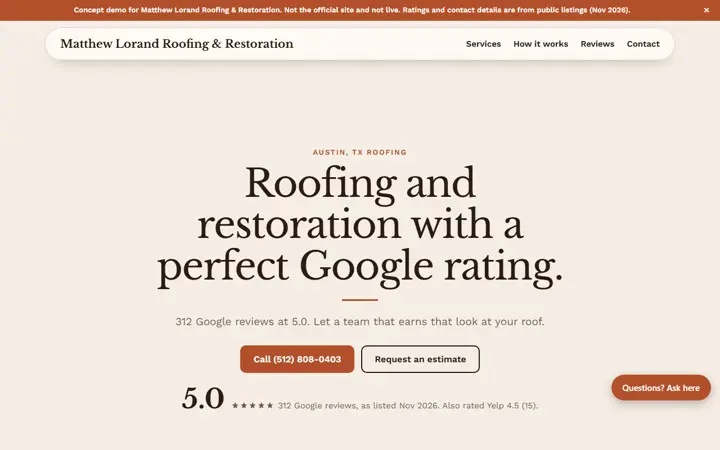 Concept demo for Matthew Lorand Roofing & Restoration. Not the official site and not live. Ratings and contact details are from public listings (Nov 2026). ×
Matthew Lorand Roofing & Restoration
Services How it works Reviews Contact
AUSTIN, TX ROOFING
Roofing and
restoration with a
perfect Google rating.
312 Google reviews at 5.0. Let a team that earns that look at your roof.
Call (512) 808-0403 Request an estimate
Questions? Ask here
5.0 ★★★★★ 312 Google reviews, as listed Nov 2026. Also rated Yelp 4.5 (15).